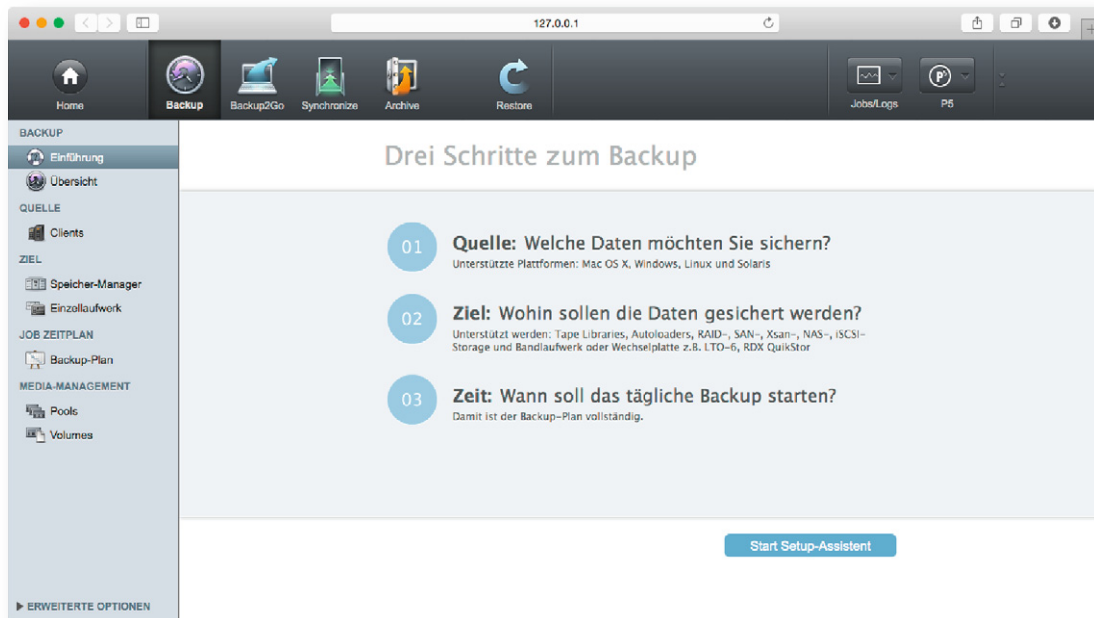 127.0.0.1
Home
Backup
Backup2Go
Synchronize
Archive
Restore
Jobs/Logs
P5
BACKUP
Einführung
Übersicht
QUELLE
Clients
ZIEL
Speicher-Manager
Einzellaufwerk
JOB ZEITPLAN
Backup-Plan
MEDIA-MANAGEMENT
Pools
Volumes
ERWEITERTE OPTIONEN
Drei Schritte zum Backup
01
Quelle: Welche Daten möchten Sie sichern?
Unterstützte Plattformen: Mac OS X, Windows, Linux und Solaris
02
Ziel: Wohin sollen die Daten gesichert werden?
Unterstützt werden: Tape Libraries, Autoloaders, RAID-, SAN-, Xsan-, NAS-, iSCSI-
Storage und Bandlaufwerk oder Wechselplatte z.B. LTO-6, RDX QuikStor
03
Zeit: Wann soll das tägliche Backup starten?
Damit ist der Backup-Plan vollständig.
Start Setup-Assistent